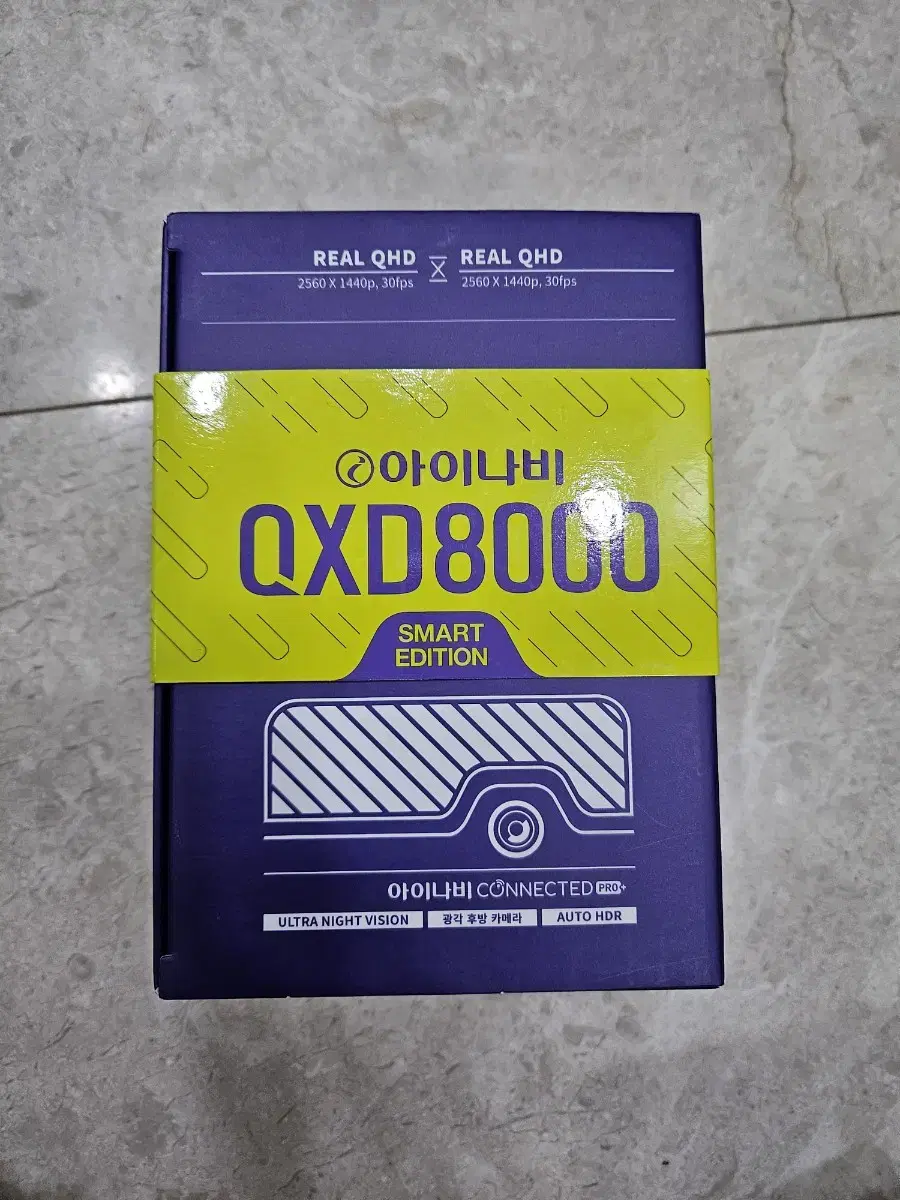 REAL QHD X REAL QHD
2560 X 1440p, 30fps 2560 X 1440p, 30fps
아이나비
QXD8000
SMART
EDITION
아이나비 CONNECTED PRO+
ULTRA NIGHT VISION 광각 후방 카메라 AUTO HDR